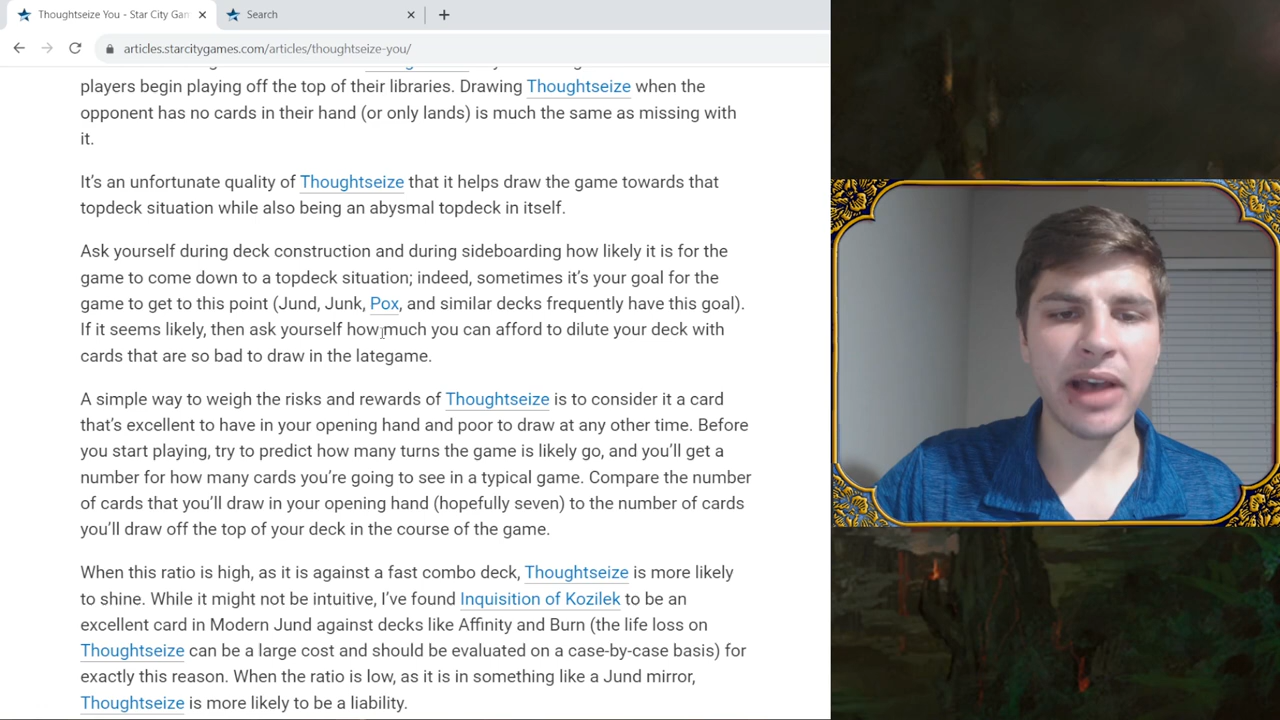 Thoughtseize You - Star City Gam
Search
articles.starcitygames.com/articles/thoughtseize-you/
players begin playing off the top of their libraries. Drawing Thoughtseize when the
opponent has no cards in their hand (or only lands) is much the same as missing with
it.
It's an unfortunate quality of Thoughtseize that it helps draw the game towards that
topdeck situation while also being an abysmal topdeck in itself.
Ask yourself during deck construction and during sideboarding how likely it is for the
game to come down to a topdeck situation; indeed, sometimes it's your goal for the
game to get to this point (Jund, Junk, Pox, and similar decks frequently have this goal).
If it seems likely, then ask yourself how much you can afford to dilute your deck with
cards that are so bad to draw in the lategame.
A simple way to weigh the risks and rewards of Thoughtseize is to consider it a card
that's excellent to have in your opening hand and poor to draw at any other time. Before
you start playing, try to predict how many turns the game is likely go, and you'll get a
number for how many cards you're going to see in a typical game. Compare the number
of cards that you'll draw in your opening hand (hopefully seven) to the number of cards
you'll draw off the top of your deck in the course of the game.
When this ratio is high, as it is against a fast combo deck, Thoughtseize is more likely
to shine. While it might not be intuitive, I've found Inquisition of Kozilek to be an
excellent card in Modern Jund against decks like Affinity and Burn (the life loss on
Thoughtseize can be a large cost and should be evaluated on a case-by-case basis) for
exactly this reason. When the ratio is low, as it is in something like a Jund mirror,
Thoughtseize is more likely to be a liability.